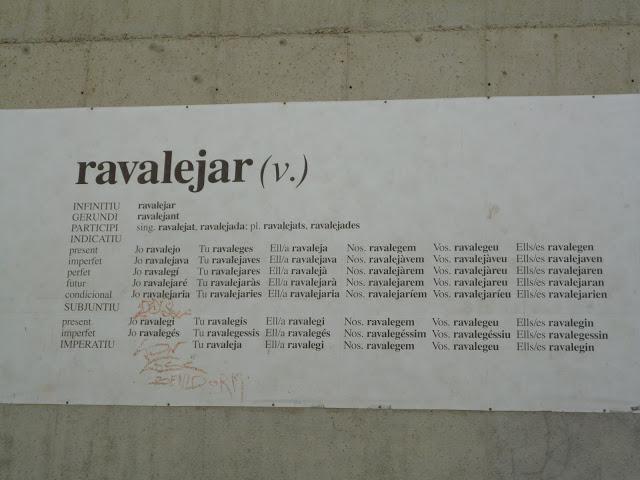 ravalejar (v.)
INFINITIU ravalejar
GERUNDI ravalejant
PARTICIPI sing. ravalejat, ravalejada; pl. ravalejats, ravalejades
INDICATIU
present Jo ravalejo Tu ravaleges Ell/a ravaleja Nos. ravalegem Vos. ravalegeu Ells/es ravalegen
imperfet Jo ravalejava Tu ravalejaves Ell/a ravalejava Nos. ravalejàvem Vos. ravalejàveu Ells/es ravalejaven
perfet Jo ravalegí Tu ravalejares Ell/a ravalejà Nos. ravalejàrem Vos. ravalejàreu Ells/es ravalejaren
futur Jo ravalejaré Tu ravalejaràs Ell/a ravalejarà Nos. ravalejarem Vos. ravalejareu Ells/es ravalejaran
condicional Jo ravalejaria Tu ravalejaries Ell/a ravalejaria Nos. ravalejaríem Vos. ravalejaríeu Ells/es ravalejarien
SUBJUNTIU
present Jo ravalegi Tu ravalegis Ell/a ravalegi Nos. ravalegem Vos. ravalegeu Ells/es ravalegin
imperfet Jo ravalegés Tu ravalegessis Ell/a ravalegés Nos. ravalegéssim Vos. ravalegéssiu Ells/es ravalegessin
IMPERATIU Tu ravaleja Ell/a ravalegi Nos. ravalegem Vos. ravalegeu Ells/es ravalegin